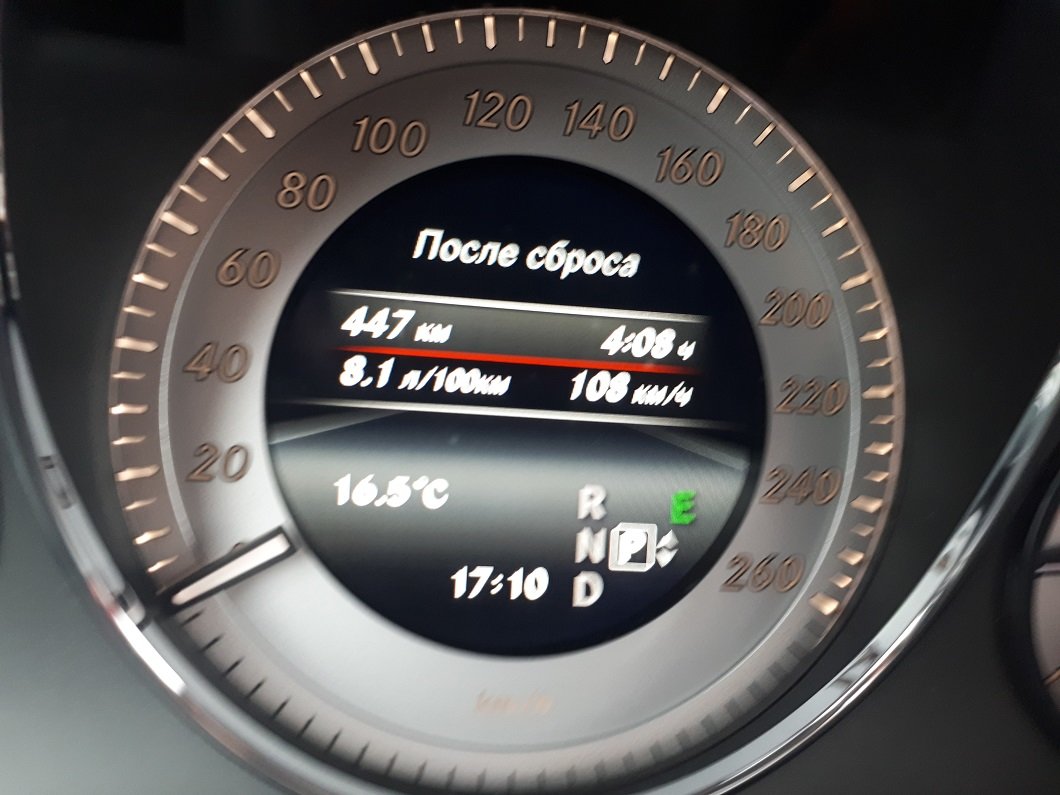 120 140
100 160
80 180
60 200
40 220
20 240
260
После сброса
447 км 4:08 ч
8.1 л/100км 108 км/ч
16.5°C
R E
N P
17:10 D
km/h